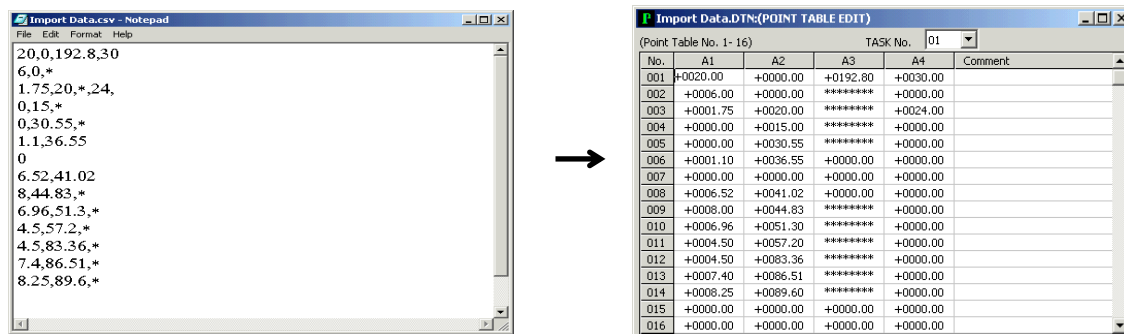 Import Data.csv - Notepad
File Edit Format Help
20,0,192.8,30
6,0,*
1.75,20,*,24,
0,15,*
0,30.55,*
1.1,36.55
0
6.52,41.02
8,44.83,*
6.96,51.3,*
4.5,57.2,*
4.5,83.36,*
7.4,86.51,*
8.25,89.6,*
P Import Data.DTN:(POINT TABLE EDIT)
(Point Table No. 1- 16) TASK No. 01
No. A1 A2 A3 A4 Comment
001 +0020.00 +0000.00 +0192.80 +0030.00
002 +0006.00 +0000.00 ******** +0000.00
003 +0001.75 +0020.00 ******** +0024.00
004 +0000.00 +0015.00 ******** +0000.00
005 +0000.00 +0030.55 ******** +0000.00
006 +0001.10 +0036.55 +0000.00 +0000.00
007 +0000.00 +0000.00 +0000.00 +0000.00
008 +0006.52 +0041.02 +0000.00 +0000.00
009 +0008.00 +0044.83 ******** +0000.00
010 +0006.96 +0051.30 ******** +0000.00
011 +0004.50 +0057.20 ******** +0000.00
012 +0004.50 +0083.36 ******** +0000.00
013 +0007.40 +0086.51 ******** +0000.00
014 +0008.25 +0089.60 ******** +0000.00
015 +0000.00 +0000.00 +0000.00 +0000.00
016 +0000.00 +0000.00 +0000.00 +0000.00